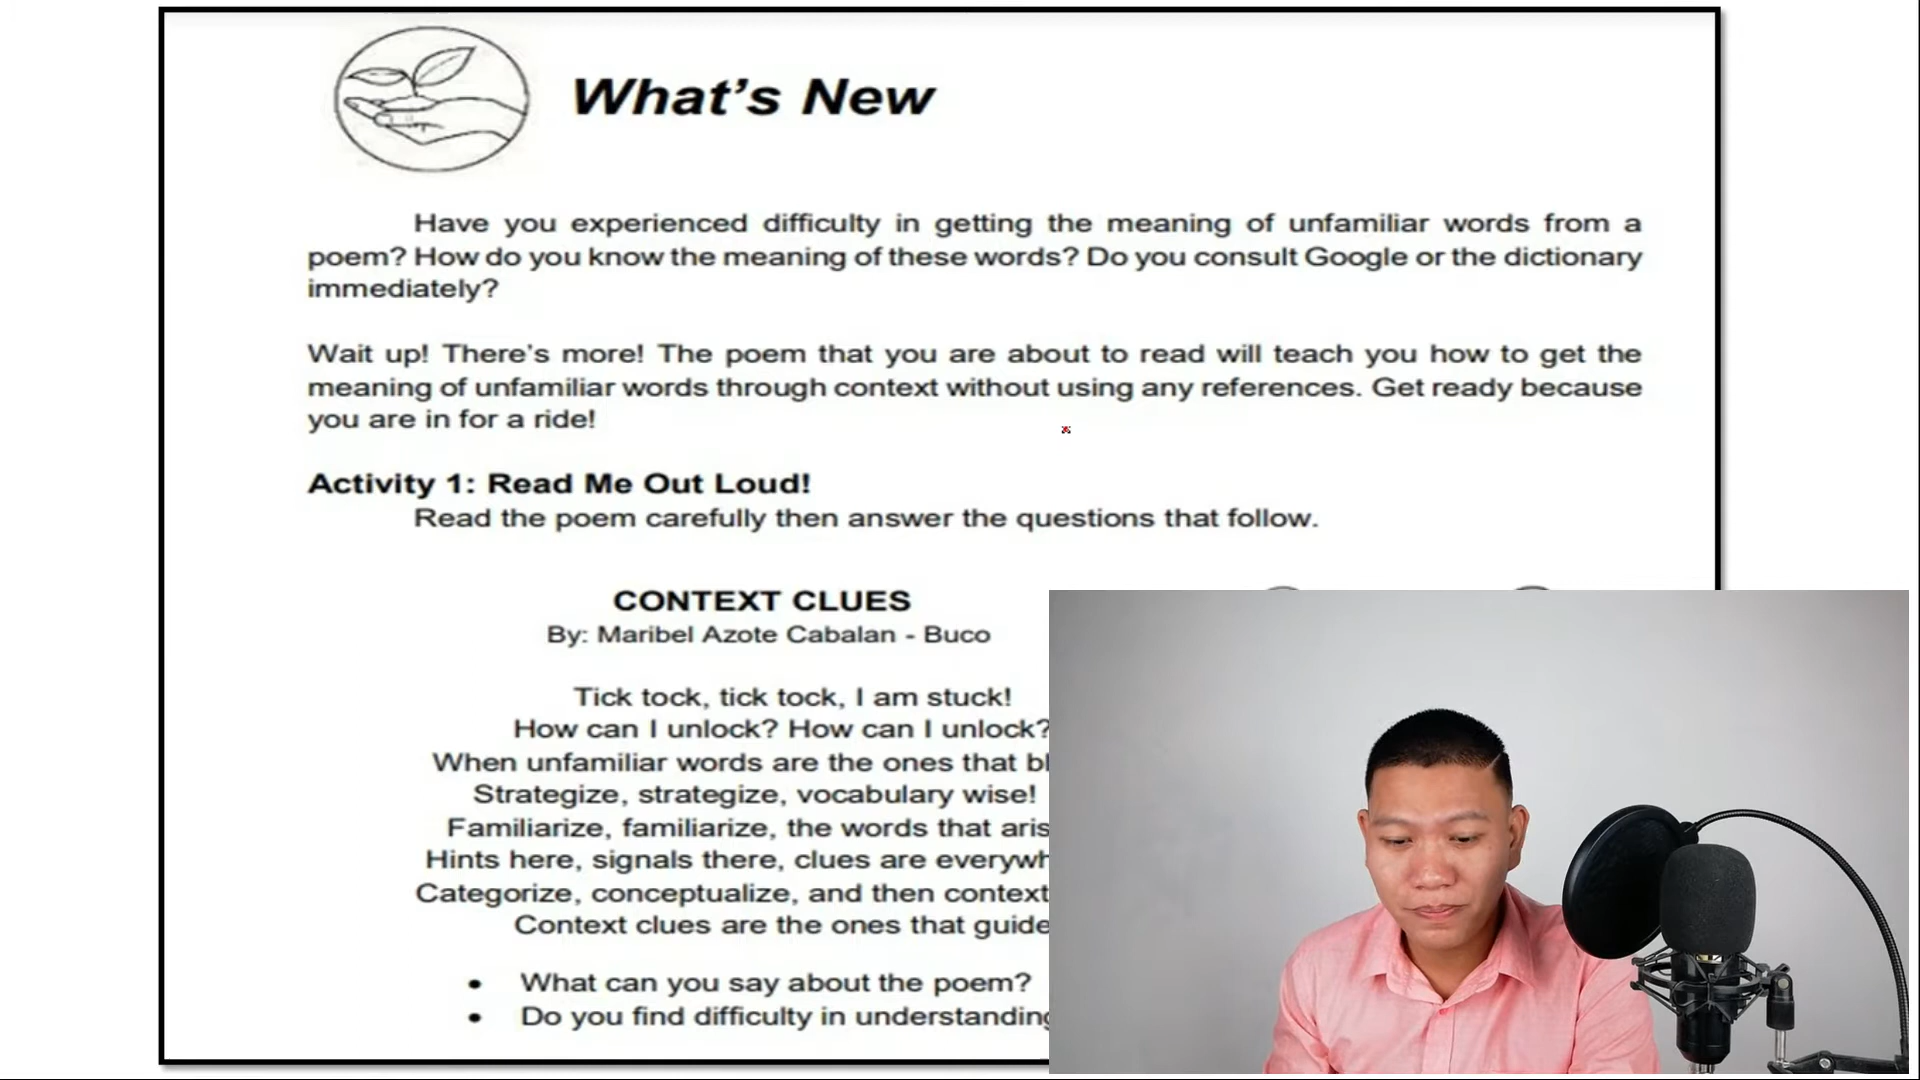 What's New
Have you experienced difficulty in getting the meaning of unfamiliar words from a
poem? How do you know the meaning of these words? Do you consult Google or the dictionary
immediately?
Wait up! There's more! The poem that you are about to read will teach you how to get the
meaning of unfamiliar words through context without using any references. Get ready because
you are in for a ride!
Activity 1: Read Me Out Loud!
Read the poem carefully then answer the questions that follow.
CONTEXT CLUES
By: Maribel Azote Cabalan - Buco
Tick tock, tick tock, I am stuck!
How can I unlock? How can I unlock?
When unfamiliar words are the ones that
Strategize, strategize, vocabulary wise!
Familiarize, familiarize, the words that
Hints here, signals there, clues are
Categorize, conceptualize, and then
Context clues are the ones that guide
• What can you say about the poem?
• Do you find difficulty in understanding